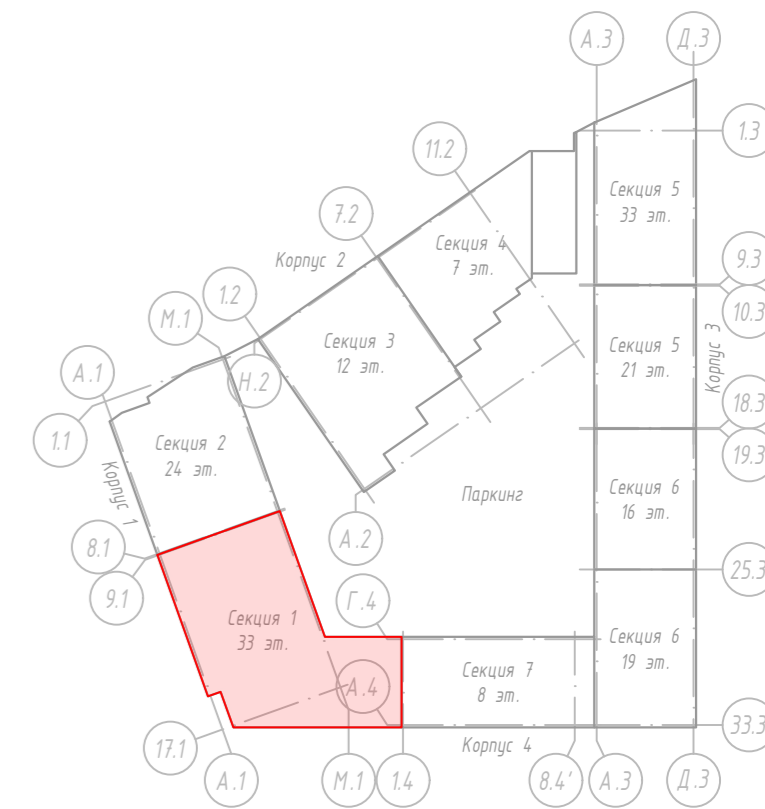 А.3
Д.3
1.3
11.2
Секция 5
33 эт.
7.2
Секция 4
7 эт.
Корпус 2
9.3
1.2
10.3
М.1
Секция 3
12 эт.
Секция 5
21 эт.
Корпус 3
А.1
Н.2
18.3
1.1
Секция 2
24 эт.
19.3
Корпус 1
Паркинг
Секция 6
16 эт.
8.1
А.2
9.1
25.3
Г.4
Секция 1
33 эт.
Секция 6
19 эт.
Секция 7
8 эт.
А.4
33.3
17.1
Корпус 4
А.1
М.1
1.4
8.4'
А.3
Д.3